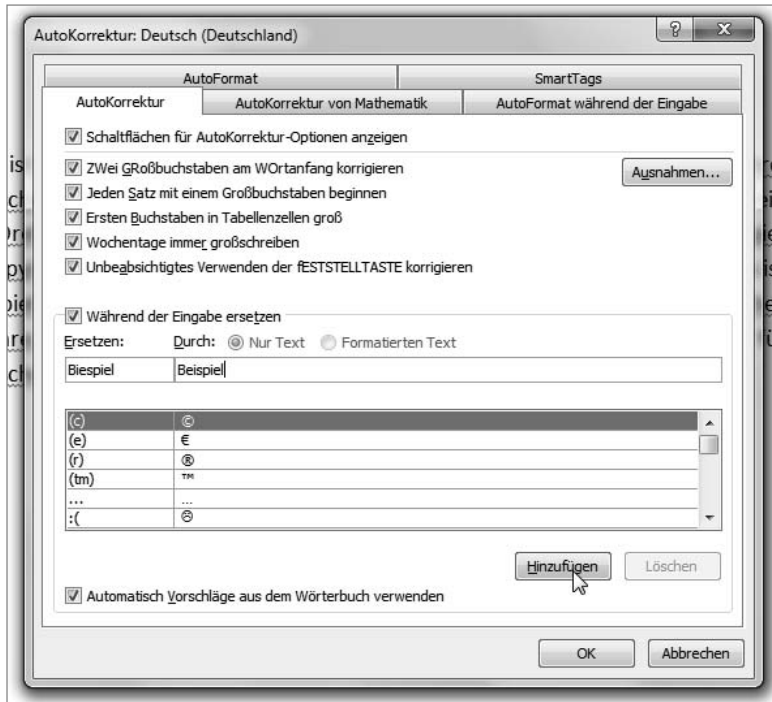 AutoKorrektur: Deutsch (Deutschland)
AutoFormat SmartTags
AutoKorrektur AutoKorrektur von Mathematik AutoFormat während der Eingabe
Schaltflächen für AutoKorrektur-Optionen anzeigen
ZWei GRoßbuchstaben am WOrtanfang korrigieren
Ausnahmen...
Jeden Satz mit einem Großbuchstaben beginnen
Ersten Buchstaben in Tabellenzellen groß
Wochentage immer großschreiben
Unbeabsichtigtes Verwenden der fESTSTELLTASTE korrigieren
Während der Eingabe ersetzen
Ersetzen: Durch: Nur Text Formatierten Text
Biespiel Beispiel
(c) ©
(e) €
(r) ®
(tm) ™
... ...
:( ☹
Hinzufügen Löschen
Automatisch Vorschläge aus dem Wörterbuch verwenden
OK Abbrechen